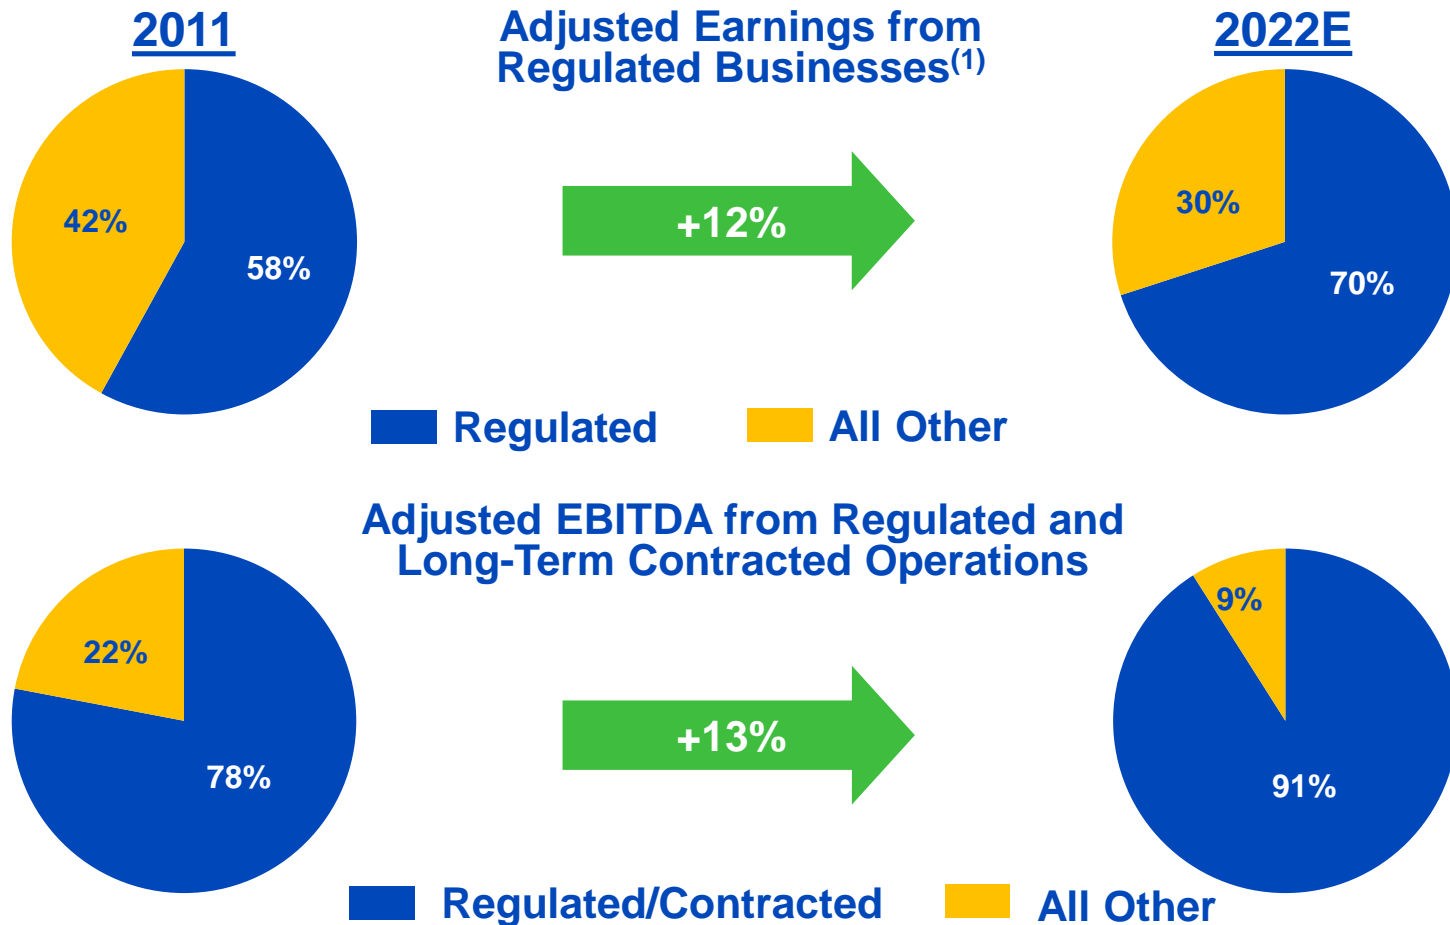 2011
Adjusted Earnings from
Regulated Businesses(1)
2022E
42%
58%
+12%
30%
70%
Regulated
All Other
Adjusted EBITDA from Regulated and
Long-Term Contracted Operations
22%
78%
+13%
9%
91%
Regulated/Contracted
All Other